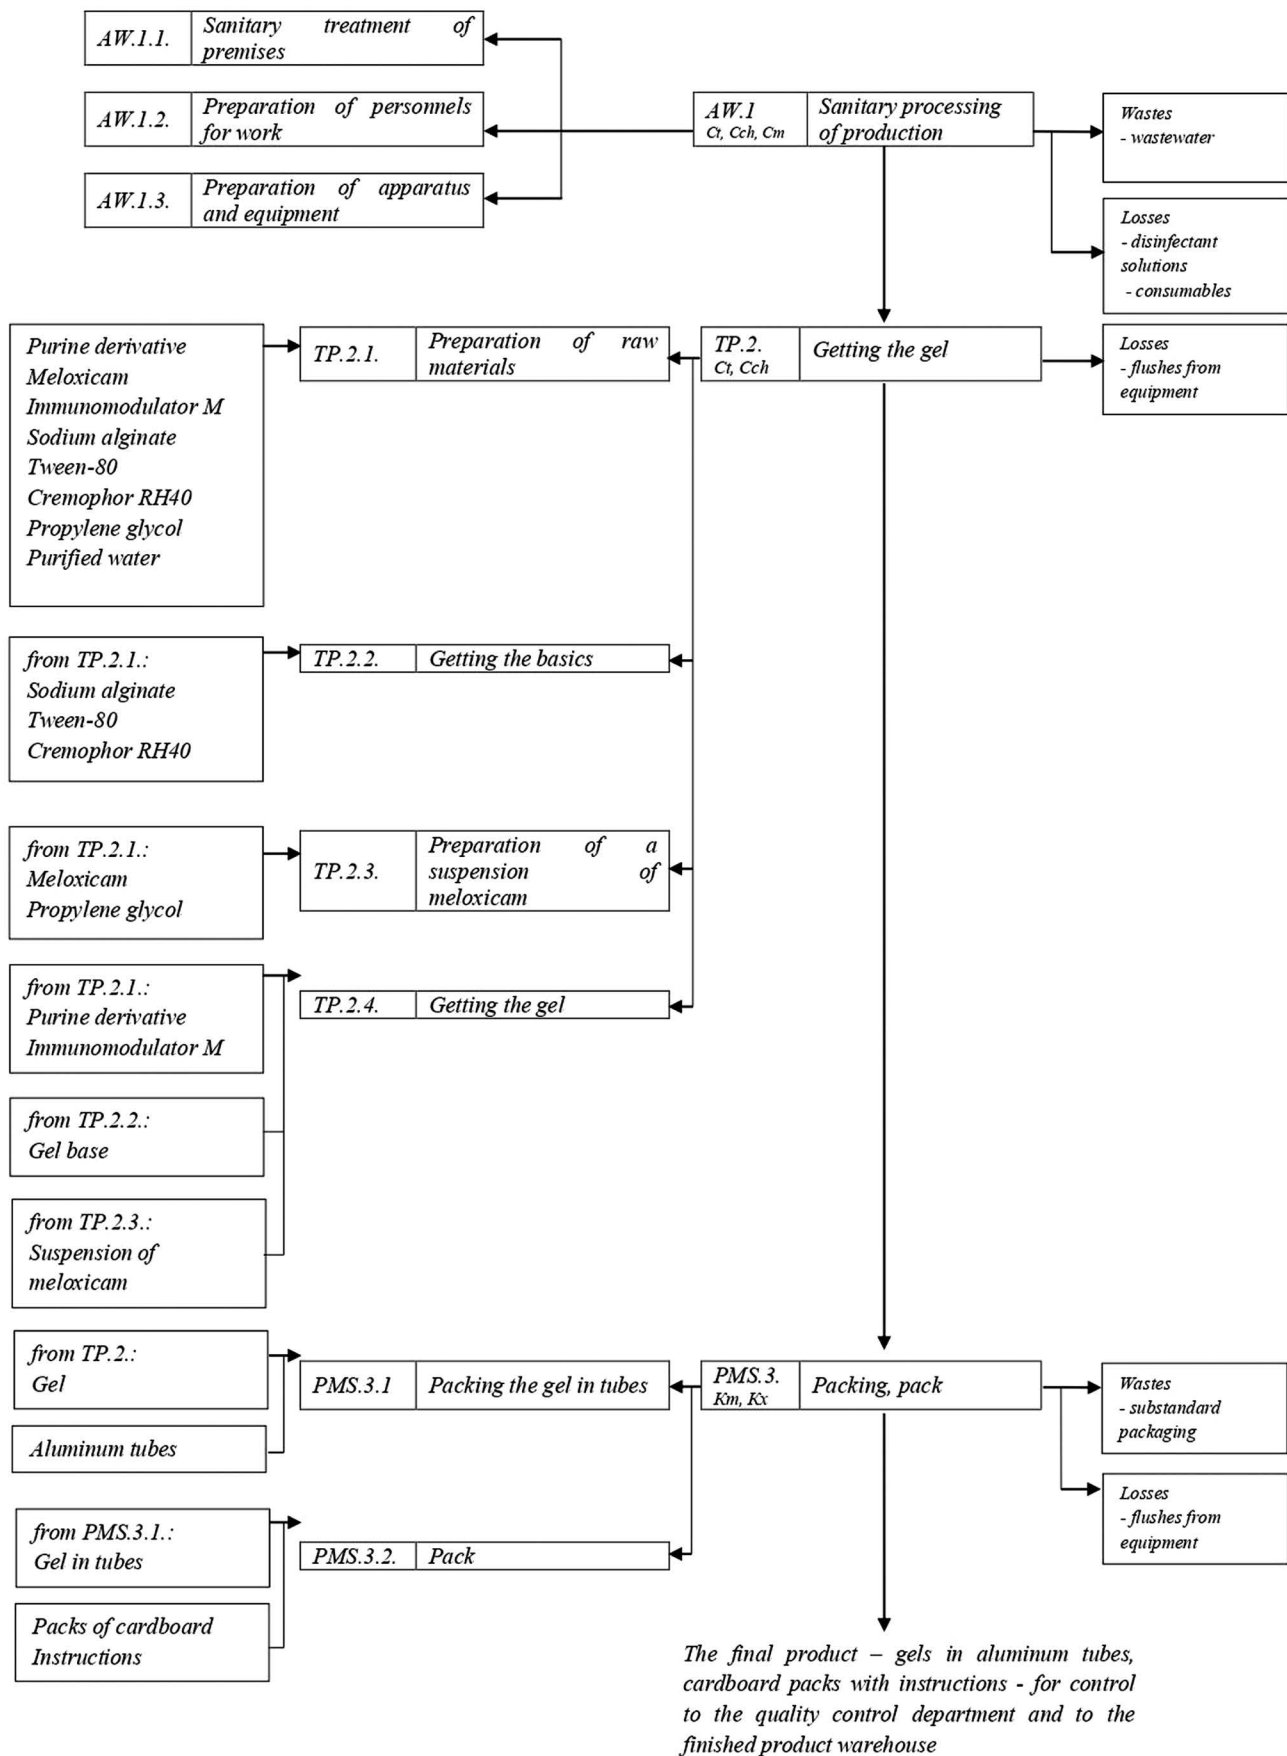 AW.1.1.
Sanitary treatment of
premises
AW.1.2.
Preparation of personnels
for work
AW.1.3.
Preparation of apparatus
and equipment
AW.1
Ct, Cch, Cm
Sanitary processing
of production
Wastes
- wastewater
Losses
- disinfectant
solutions
- consumables
Purine derivative
Meloxicam
Immunomodulator M
Sodium alginate
Tween-80
Cremophor RH40
Propylene glycol
Purified water
TP.2.1.
Preparation of raw
materials
TP.2.
Ct, Cch
Getting the gel
Losses
- flushes from
equipment
from TP.2.1.:
Sodium alginate
Tween-80
Cremophor RH40
TP.2.2.
Getting the basics
from TP.2.1.:
Meloxicam
Propylene glycol
TP.2.3.
Preparation of a
suspension of
meloxicam
from TP.2.1.:
Purine derivative
Immunomodulator M
TP.2.4.
Getting the gel
from TP.2.2.:
Gel base
from TP.2.3.:
Suspension of
meloxicam
from TP.2.:
Gel
Aluminum tubes
PMS.3.1
Packing the gel in tubes
PMS.3.
Km, Kx
Packing, pack
Wastes
- substandard
packaging
Losses
- flushes from
equipment
from PMS.3.1.:
Gel in tubes
PMS.3.2.
Pack
Packs of cardboard
Instructions
The final product – gels in aluminum tubes,
cardboard packs with instructions - for control
to the quality control department and to the
finished product warehouse